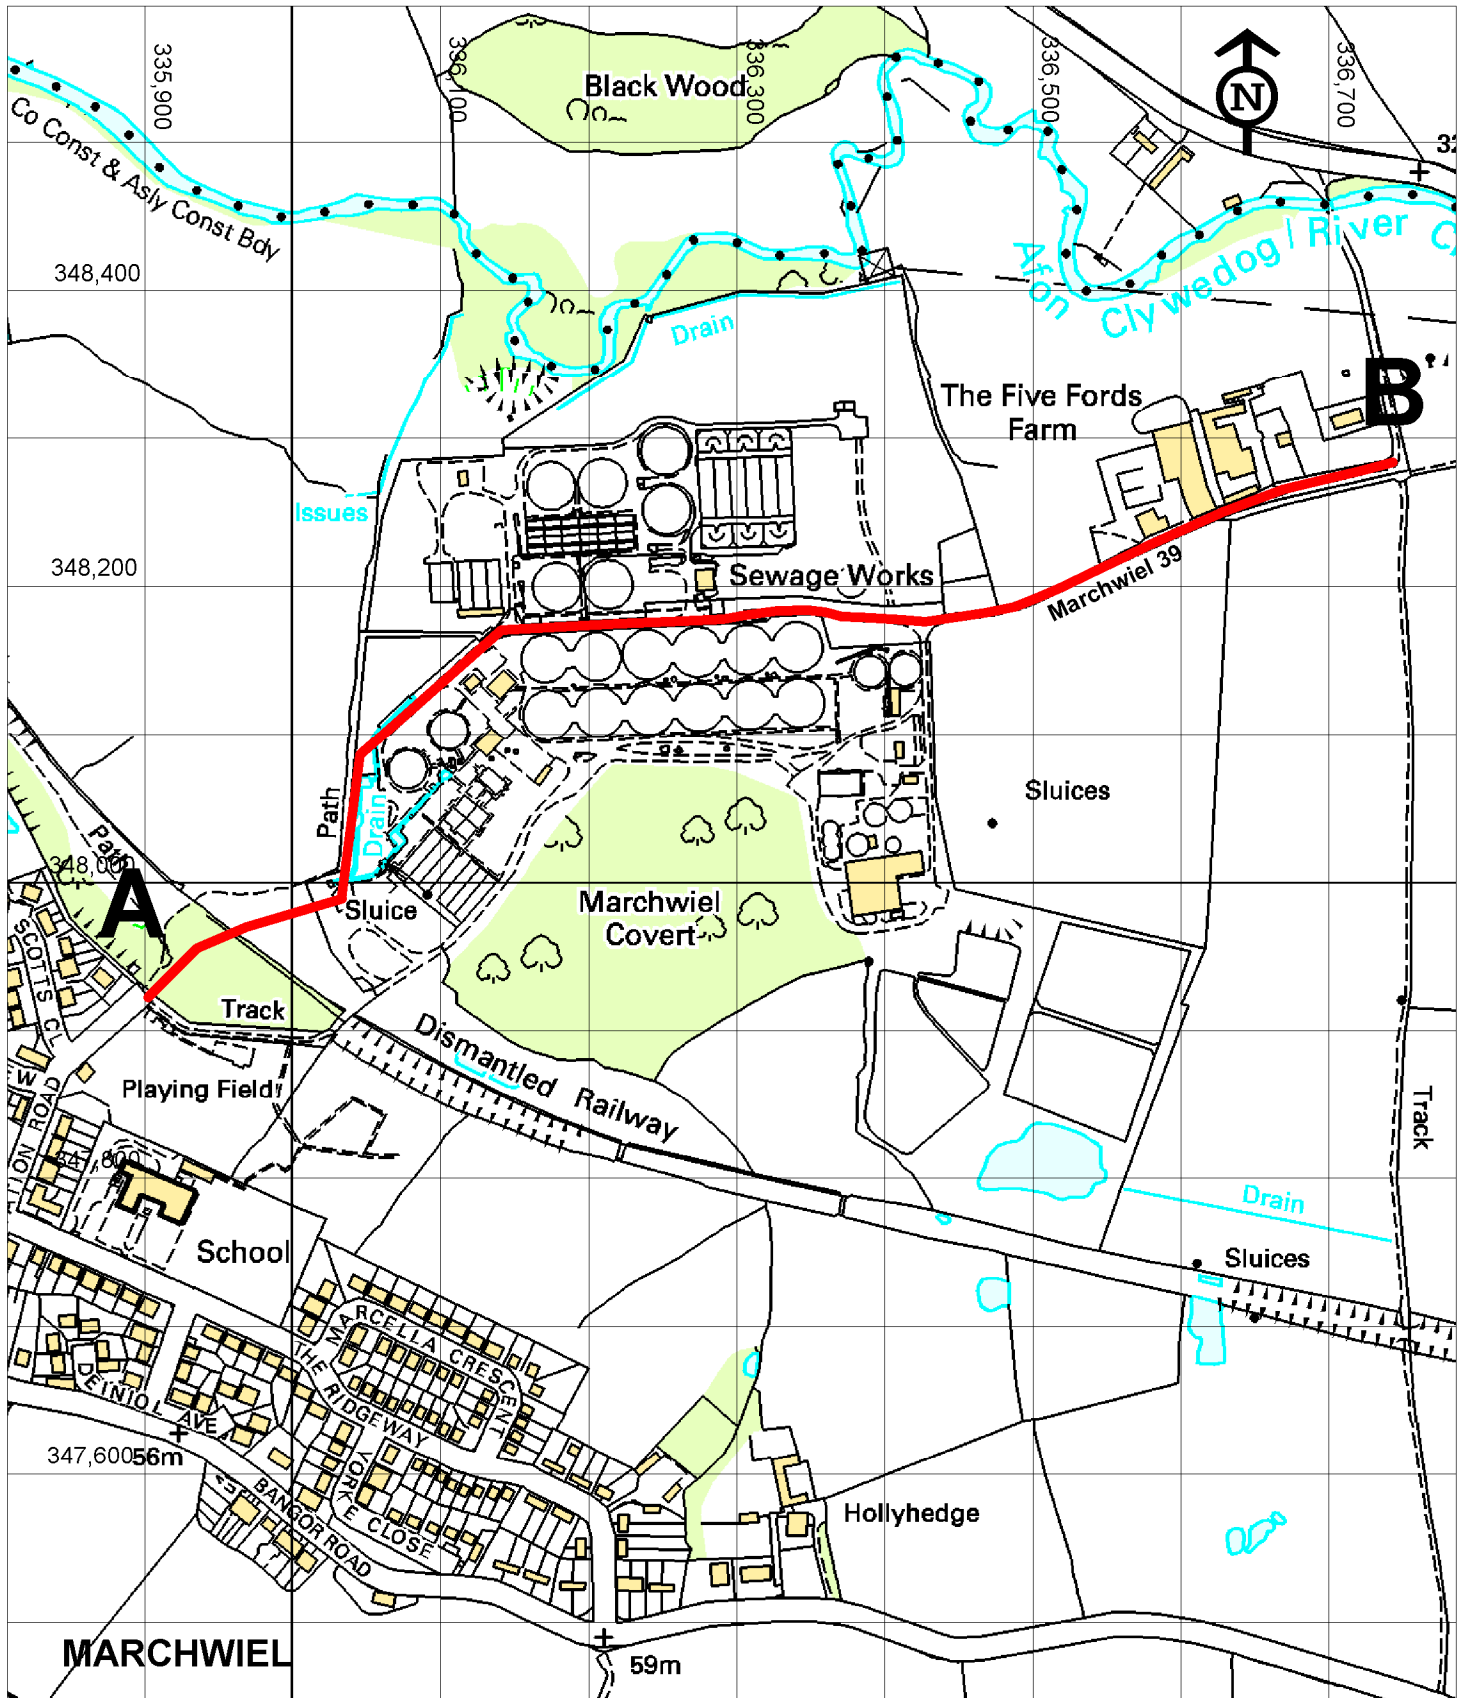 335,900
336,100
336,300
336,500
336,700
Black Wood
N
Co Const & Asly Const Bdy
Afon
Clywedog | River
348,400
Drain
The Five Fords
Farm
B
Issues
348,200
Sewage Works
Marchwiel 39
Path
Drain
Sluices
Path
348,000
A
Sluice
Marchwiel
Covert
SCOTTS CL
Track
Dismantled Railway
Playing Field
ROAD
Track
347,800
Drain
School
Sluices
MARCELLA CRESCENT
THE RIDGEWAY
DEINIOL AVE
347,600
56m
YORKE CLOSE
BANGOR ROAD
Hollyhedge
MARCHWIEL
59m